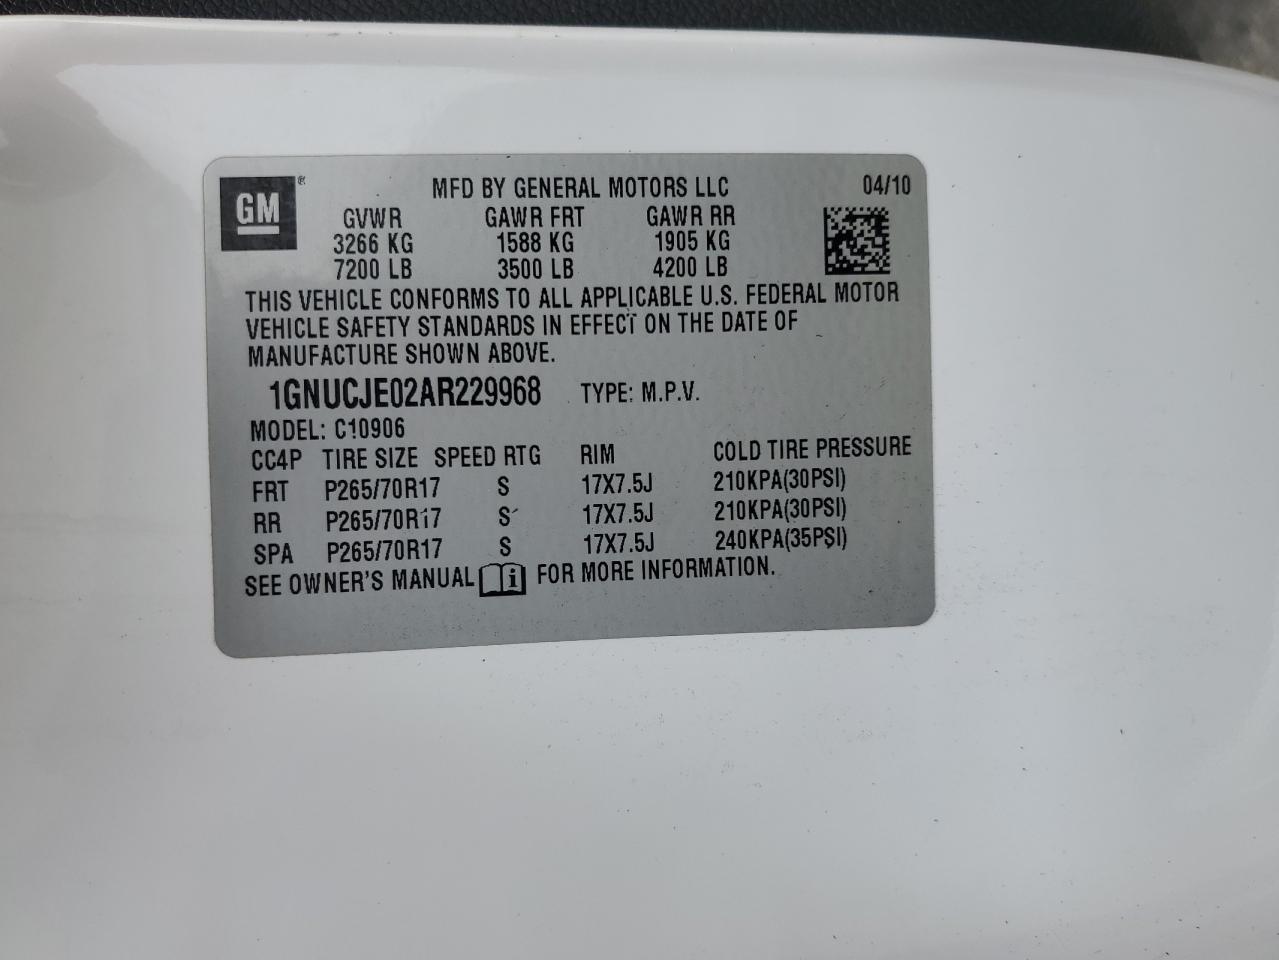 GM® MFD BY GENERAL MOTORS LLC 04/10
GVWR GAWR FRT GAWR RR
3266 KG 1588 KG 1905 KG
7200 LB 3500 LB 4200 LB
THIS VEHICLE CONFORMS TO ALL APPLICABLE U.S. FEDERAL MOTOR
VEHICLE SAFETY STANDARDS IN EFFECT ON THE DATE OF
MANUFACTURE SHOWN ABOVE.
1GNUCJE02AR229968 TYPE: M.P.V.
MODEL: C10906
CC4P TIRE SIZE SPEED RTG RIM COLD TIRE PRESSURE
FRT P265/70R17 S 17X7.5J 210KPA(30PSI)
RR P265/70R17 S 17X7.5J 210KPA(30PSI)
SPA P265/70R17 S 17X7.5J 240KPA(35PSI)
SEE OWNER'S MANUAL i FOR MORE INFORMATION.